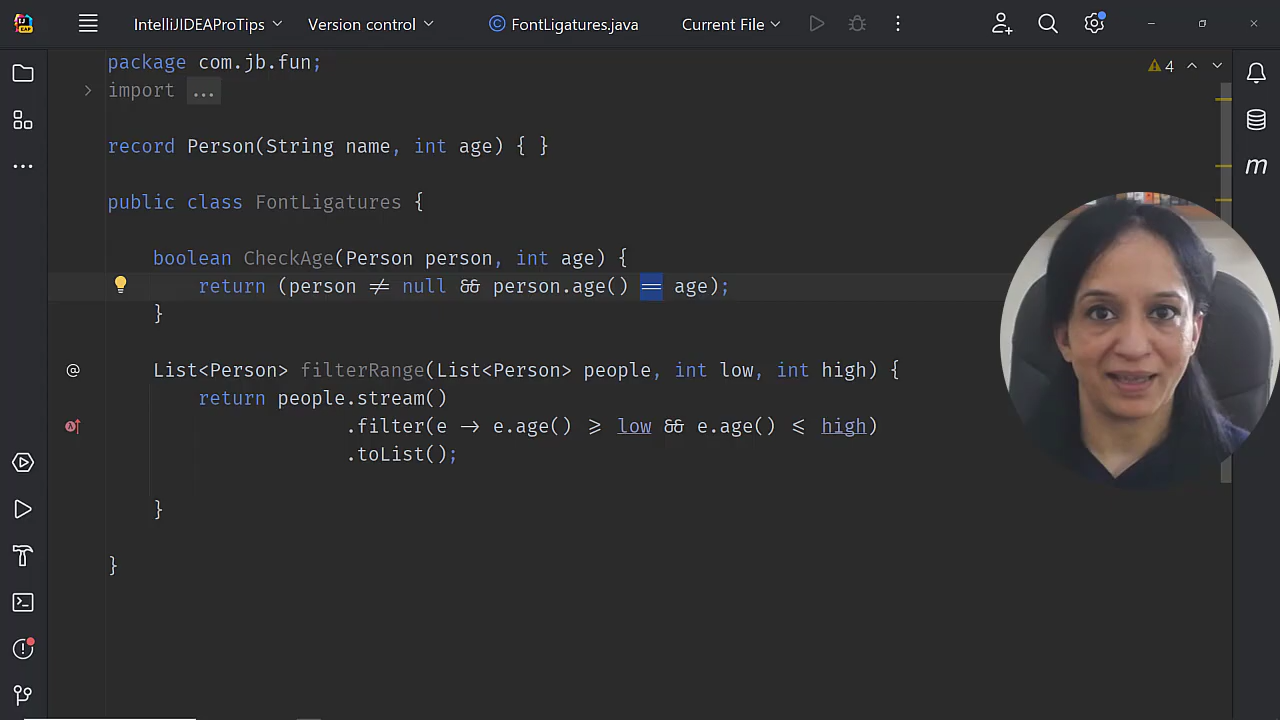 IntelliJIDEAProTips Version control FontLigatures.java Current File
package com.jb.fun;
4
import ...
record Person(String name, int age) { }
public class FontLigatures {
boolean CheckAge(Person person, int age) {
return (person ≠ null && person.age() == age);
}
@
List<Person> filterRange(List<Person> people, int low, int high) {
return people.stream()
.filter(e → e.age() ⩾ low && e.age() ⩽ high)
.toList();
}
}
m